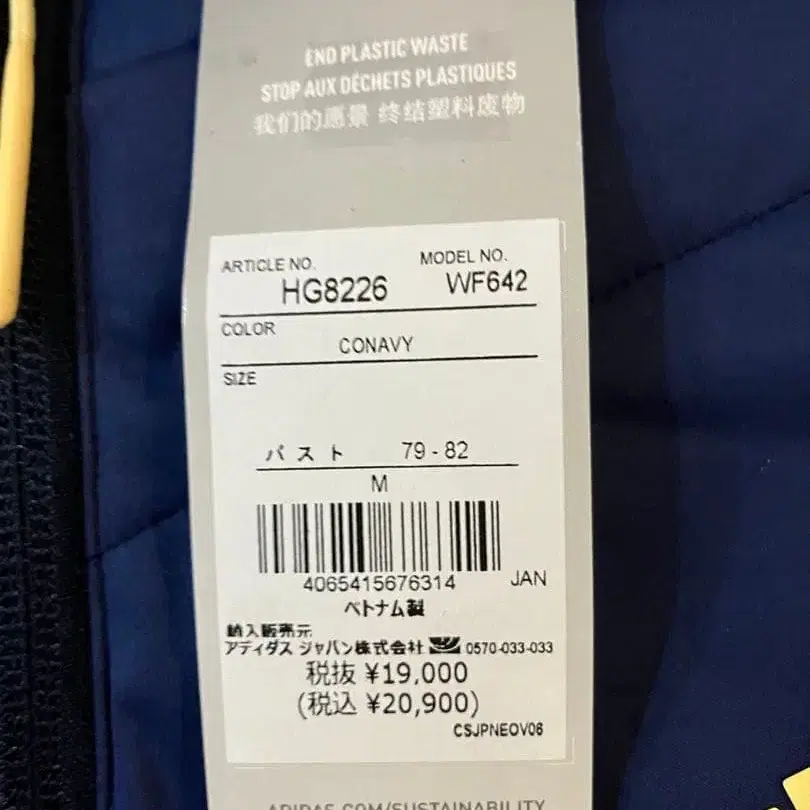 END PLASTIC WASTE
STOP AUX DÉCHETS PLASTIQUES
我们的愿景 终结塑料废物
ARTICLE NO. MODEL NO.
HG8226 WF642
COLOR
CONAVY
SIZE
バスト 79 - 82
M
4065415676314 JAN
ベトナム製
輸入販売元
アディダス ジャパン株式会社 0570-033-033
税抜 ¥19,000
(税込 ¥20,900)
CSJPNEOV06
ADIDAS.COM/SUSTAINABILITY